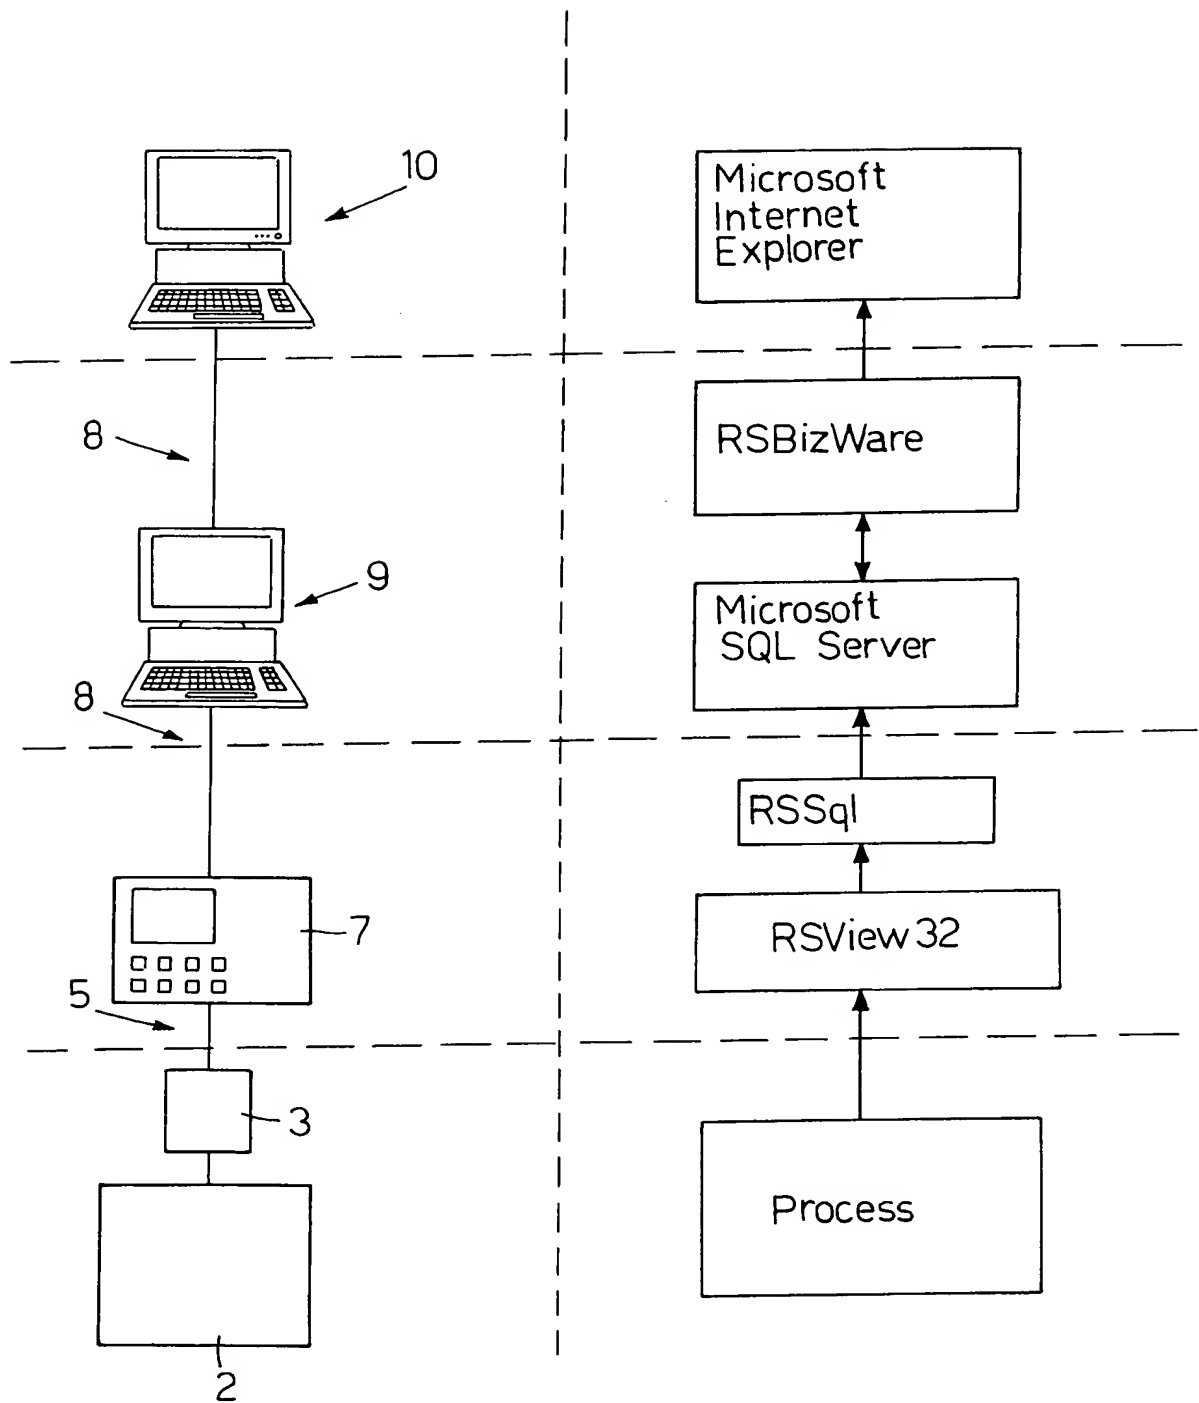 10
Microsoft
Internet
Explorer
8
RSBizWare
9
Microsoft
SQL Server
8
RSSql
7
RSView32
5
3
Process
2